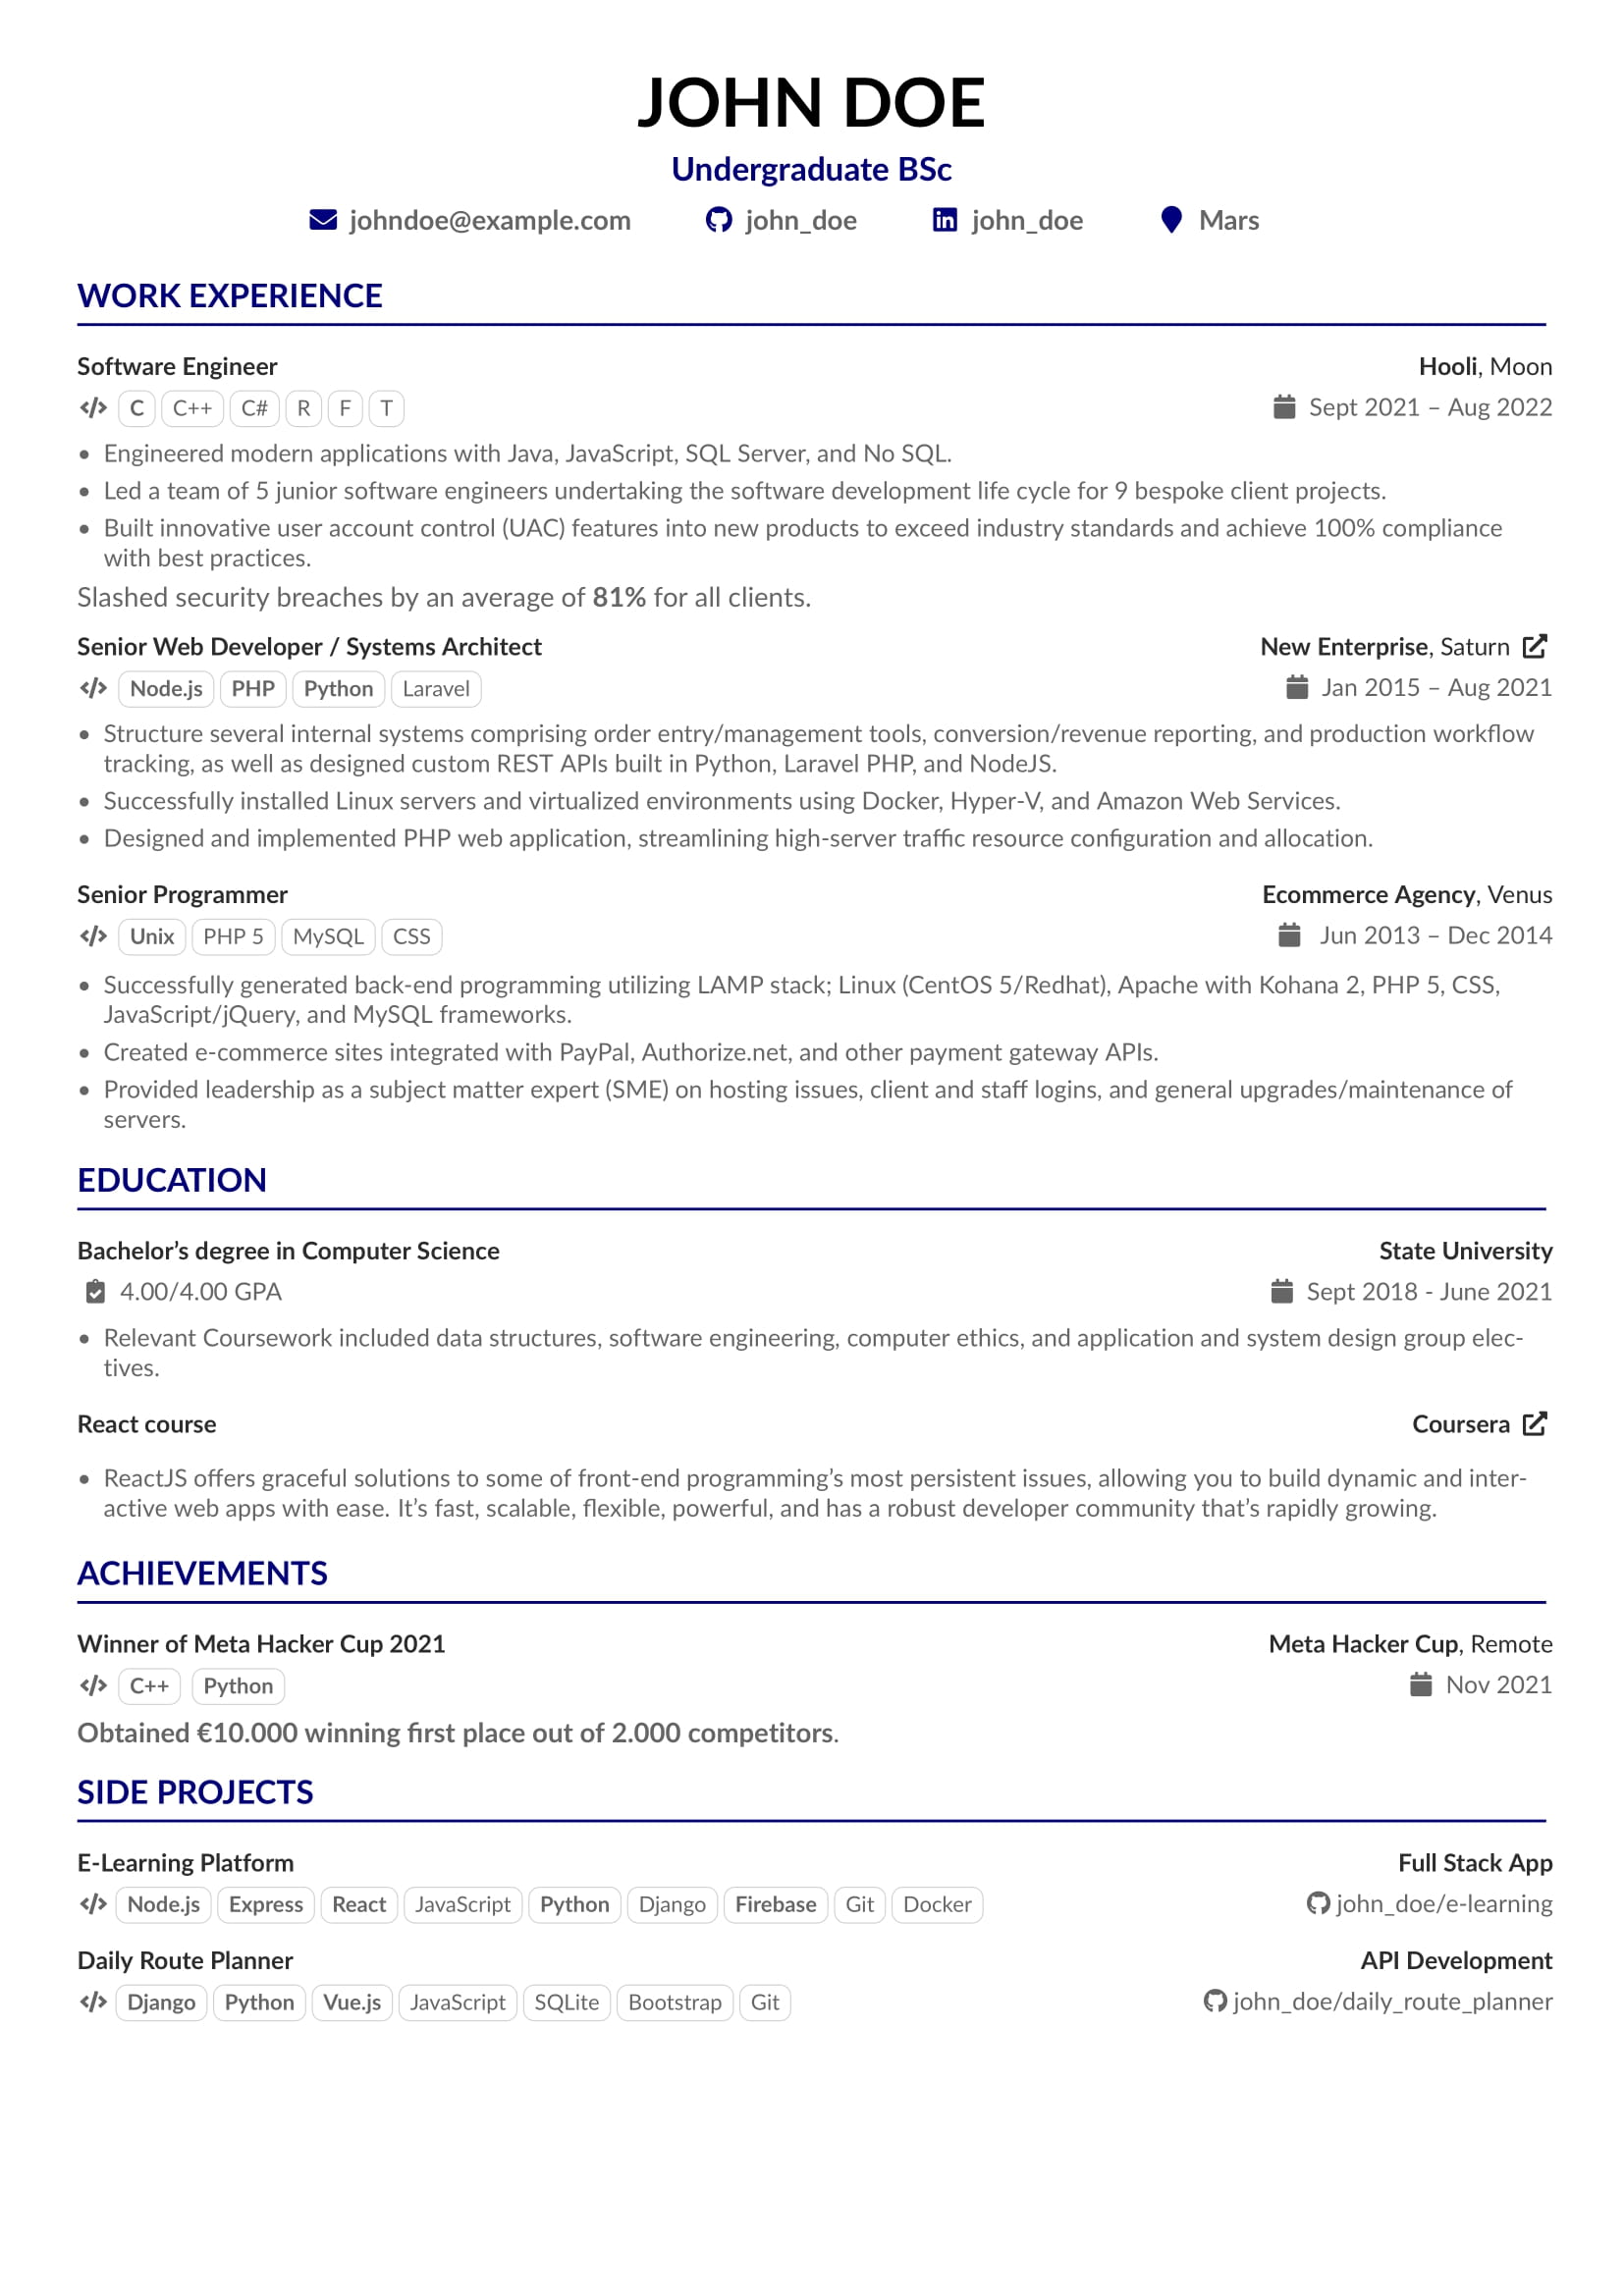 JOHN DOE
Undergraduate BSc
johndoe@example.com john_doe john_doe Mars
WORK EXPERIENCE
Software Engineer Hooli, Moon
C C++ C# R F T Sept 2021 – Aug 2022
• Engineered modern applications with Java, JavaScript, SQL Server, and No SQL.
• Led a team of 5 junior software engineers undertaking the software development life cycle for 9 bespoke client projects.
• Built innovative user account control (UAC) features into new products to exceed industry standards and achieve 100% compliance
with best practices.
Slashed security breaches by an average of 81% for all clients.
Senior Web Developer / Systems Architect New Enterprise, Saturn
Node.js PHP Python Laravel Jan 2015 – Aug 2021
• Structure several internal systems comprising order entry/management tools, conversion/revenue reporting, and production workflow
tracking, as well as designed custom REST APIs built in Python, Laravel PHP, and NodeJS.
• Successfully installed Linux servers and virtualized environments using Docker, Hyper-V, and Amazon Web Services.
• Designed and implemented PHP web application, streamlining high-server traffic resource configuration and allocation.
Senior Programmer Ecommerce Agency, Venus
Unix PHP 5 MySQL CSS Jun 2013 – Dec 2014
• Successfully generated back-end programming utilizing LAMP stack; Linux (CentOS 5/Redhat), Apache with Kohana 2, PHP 5, CSS,
JavaScript/jQuery, and MySQL frameworks.
• Created e-commerce sites integrated with PayPal, Authorize.net, and other payment gateway APIs.
• Provided leadership as a subject matter expert (SME) on hosting issues, client and staff logins, and general upgrades/maintenance of
servers.
EDUCATION
Bachelor’s degree in Computer Science State University
4.00/4.00 GPA Sept 2018 - June 2021
• Relevant Coursework included data structures, software engineering, computer ethics, and application and system design group elec-
tives.
React course Coursera
• ReactJS offers graceful solutions to some of front-end programming’s most persistent issues, allowing you to build dynamic and inter-
active web apps with ease. It’s fast, scalable, flexible, powerful, and has a robust developer community that’s rapidly growing.
ACHIEVEMENTS
Winner of Meta Hacker Cup 2021 Meta Hacker Cup, Remote
C++ Python Nov 2021
Obtained €10.000 winning first place out of 2.000 competitors.
SIDE PROJECTS
E-Learning Platform Full Stack App
Node.js Express React JavaScript Python Django Firebase Git Docker john_doe/e-learning
Daily Route Planner API Development
Django Python Vue.js JavaScript SQLite Bootstrap Git john_doe/daily_route_planner